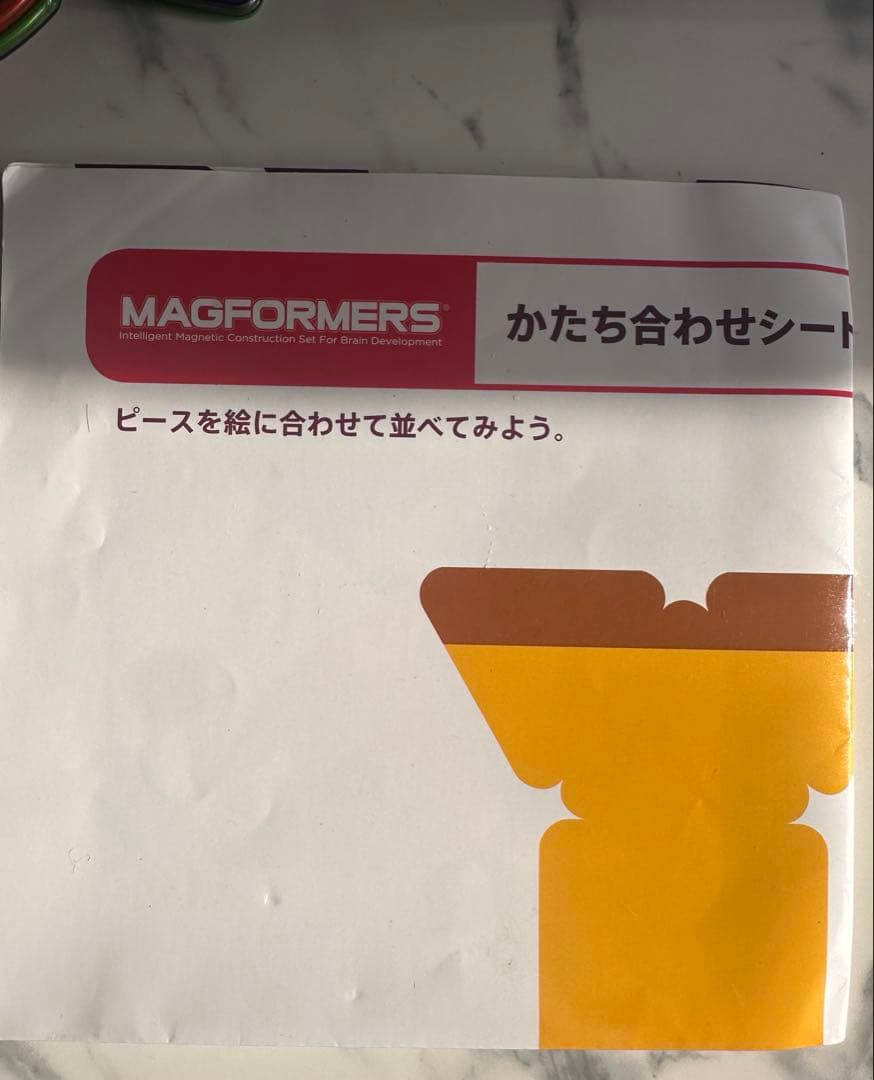 MAGFORMERS®
Intelligent Magnetic Construction Set For Brain Development
かたち合わせシート
ピースを絵に合わせて並べてみよう。